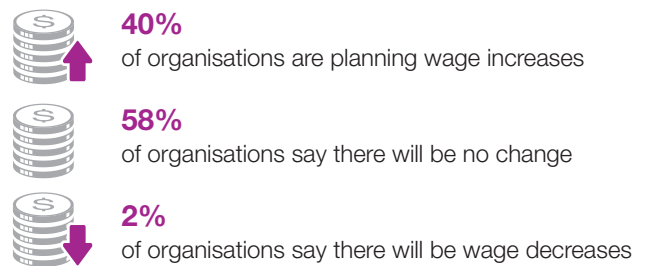 $
40%
of organisations are planning wage increases
$
58%
of organisations say there will be no change
$
2%
of organisations say there will be wage decreases